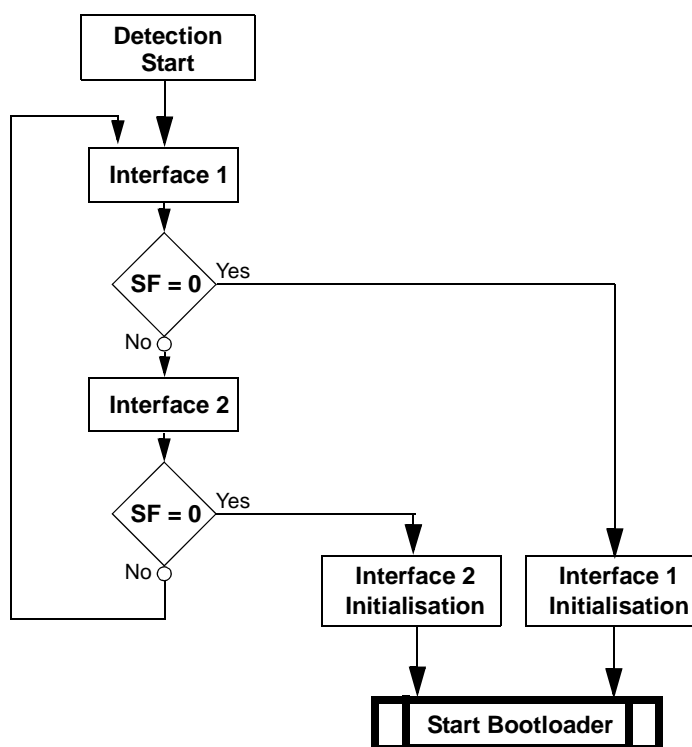 Detection
Start
Interface 1
SF = 0
Yes
No
Interface 2
SF = 0
Yes
No
Interface 2
Initialisation
Interface 1
Initialisation
Start Bootloader